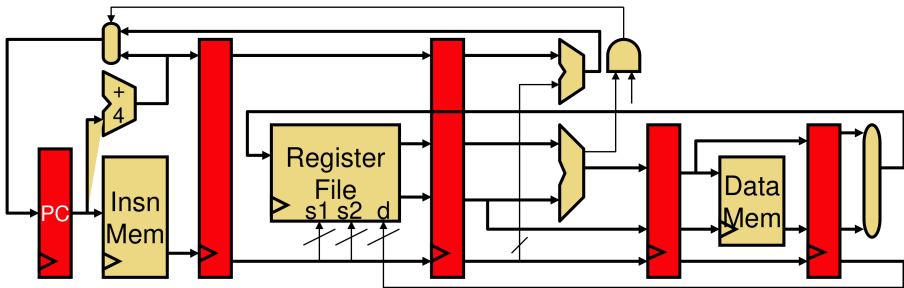 +
4
PC
Insn
Mem
Register
File
s1 s2 d
Data
Mem